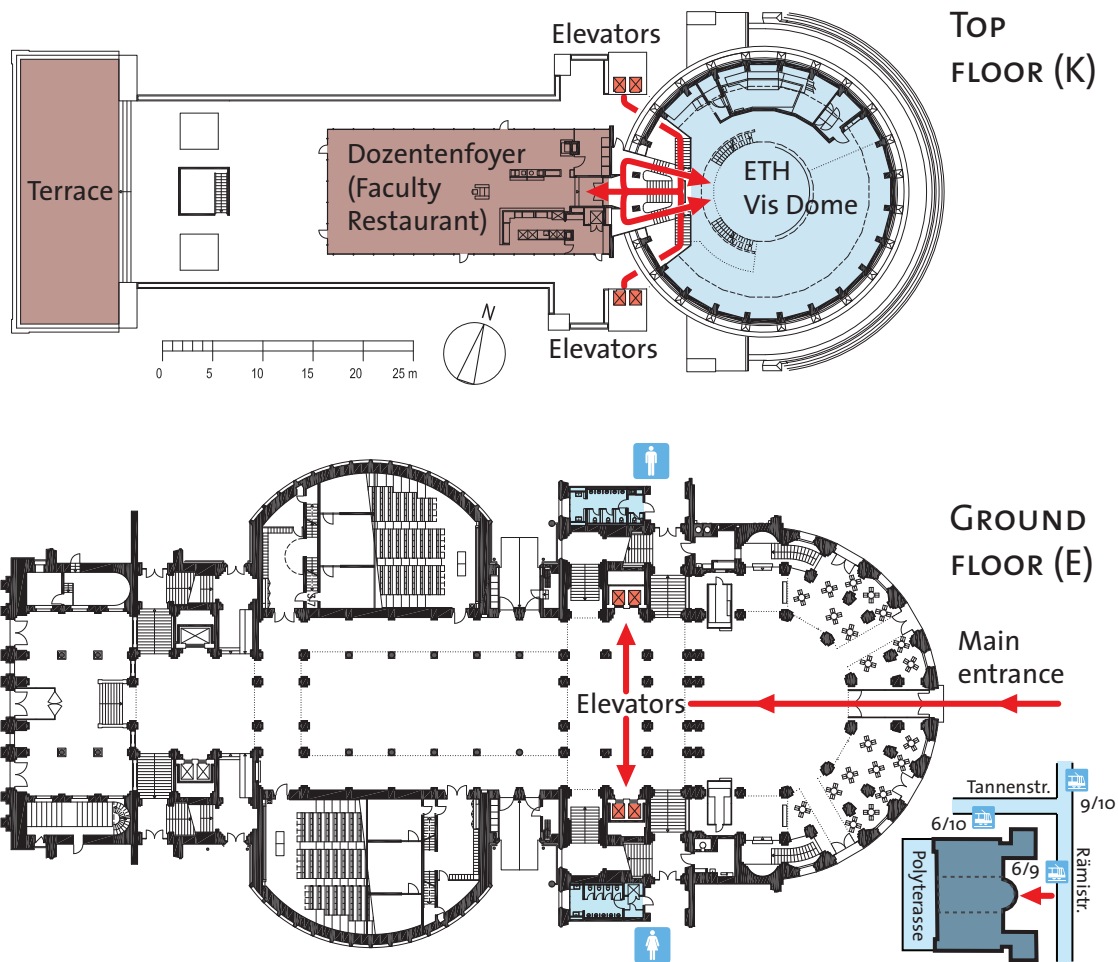 TOP
FLOOR (K)
Elevators
Terrace
Dozentenfoyer
(Faculty
Restaurant)
ETH
Vis Dome
Elevators
N
0 5 10 15 20 25 m
GROUND
FLOOR (E)
Main
entrance
Elevators
Tannenstr.
9/10
6/10
6/9
Rämistr.
Polyterasse